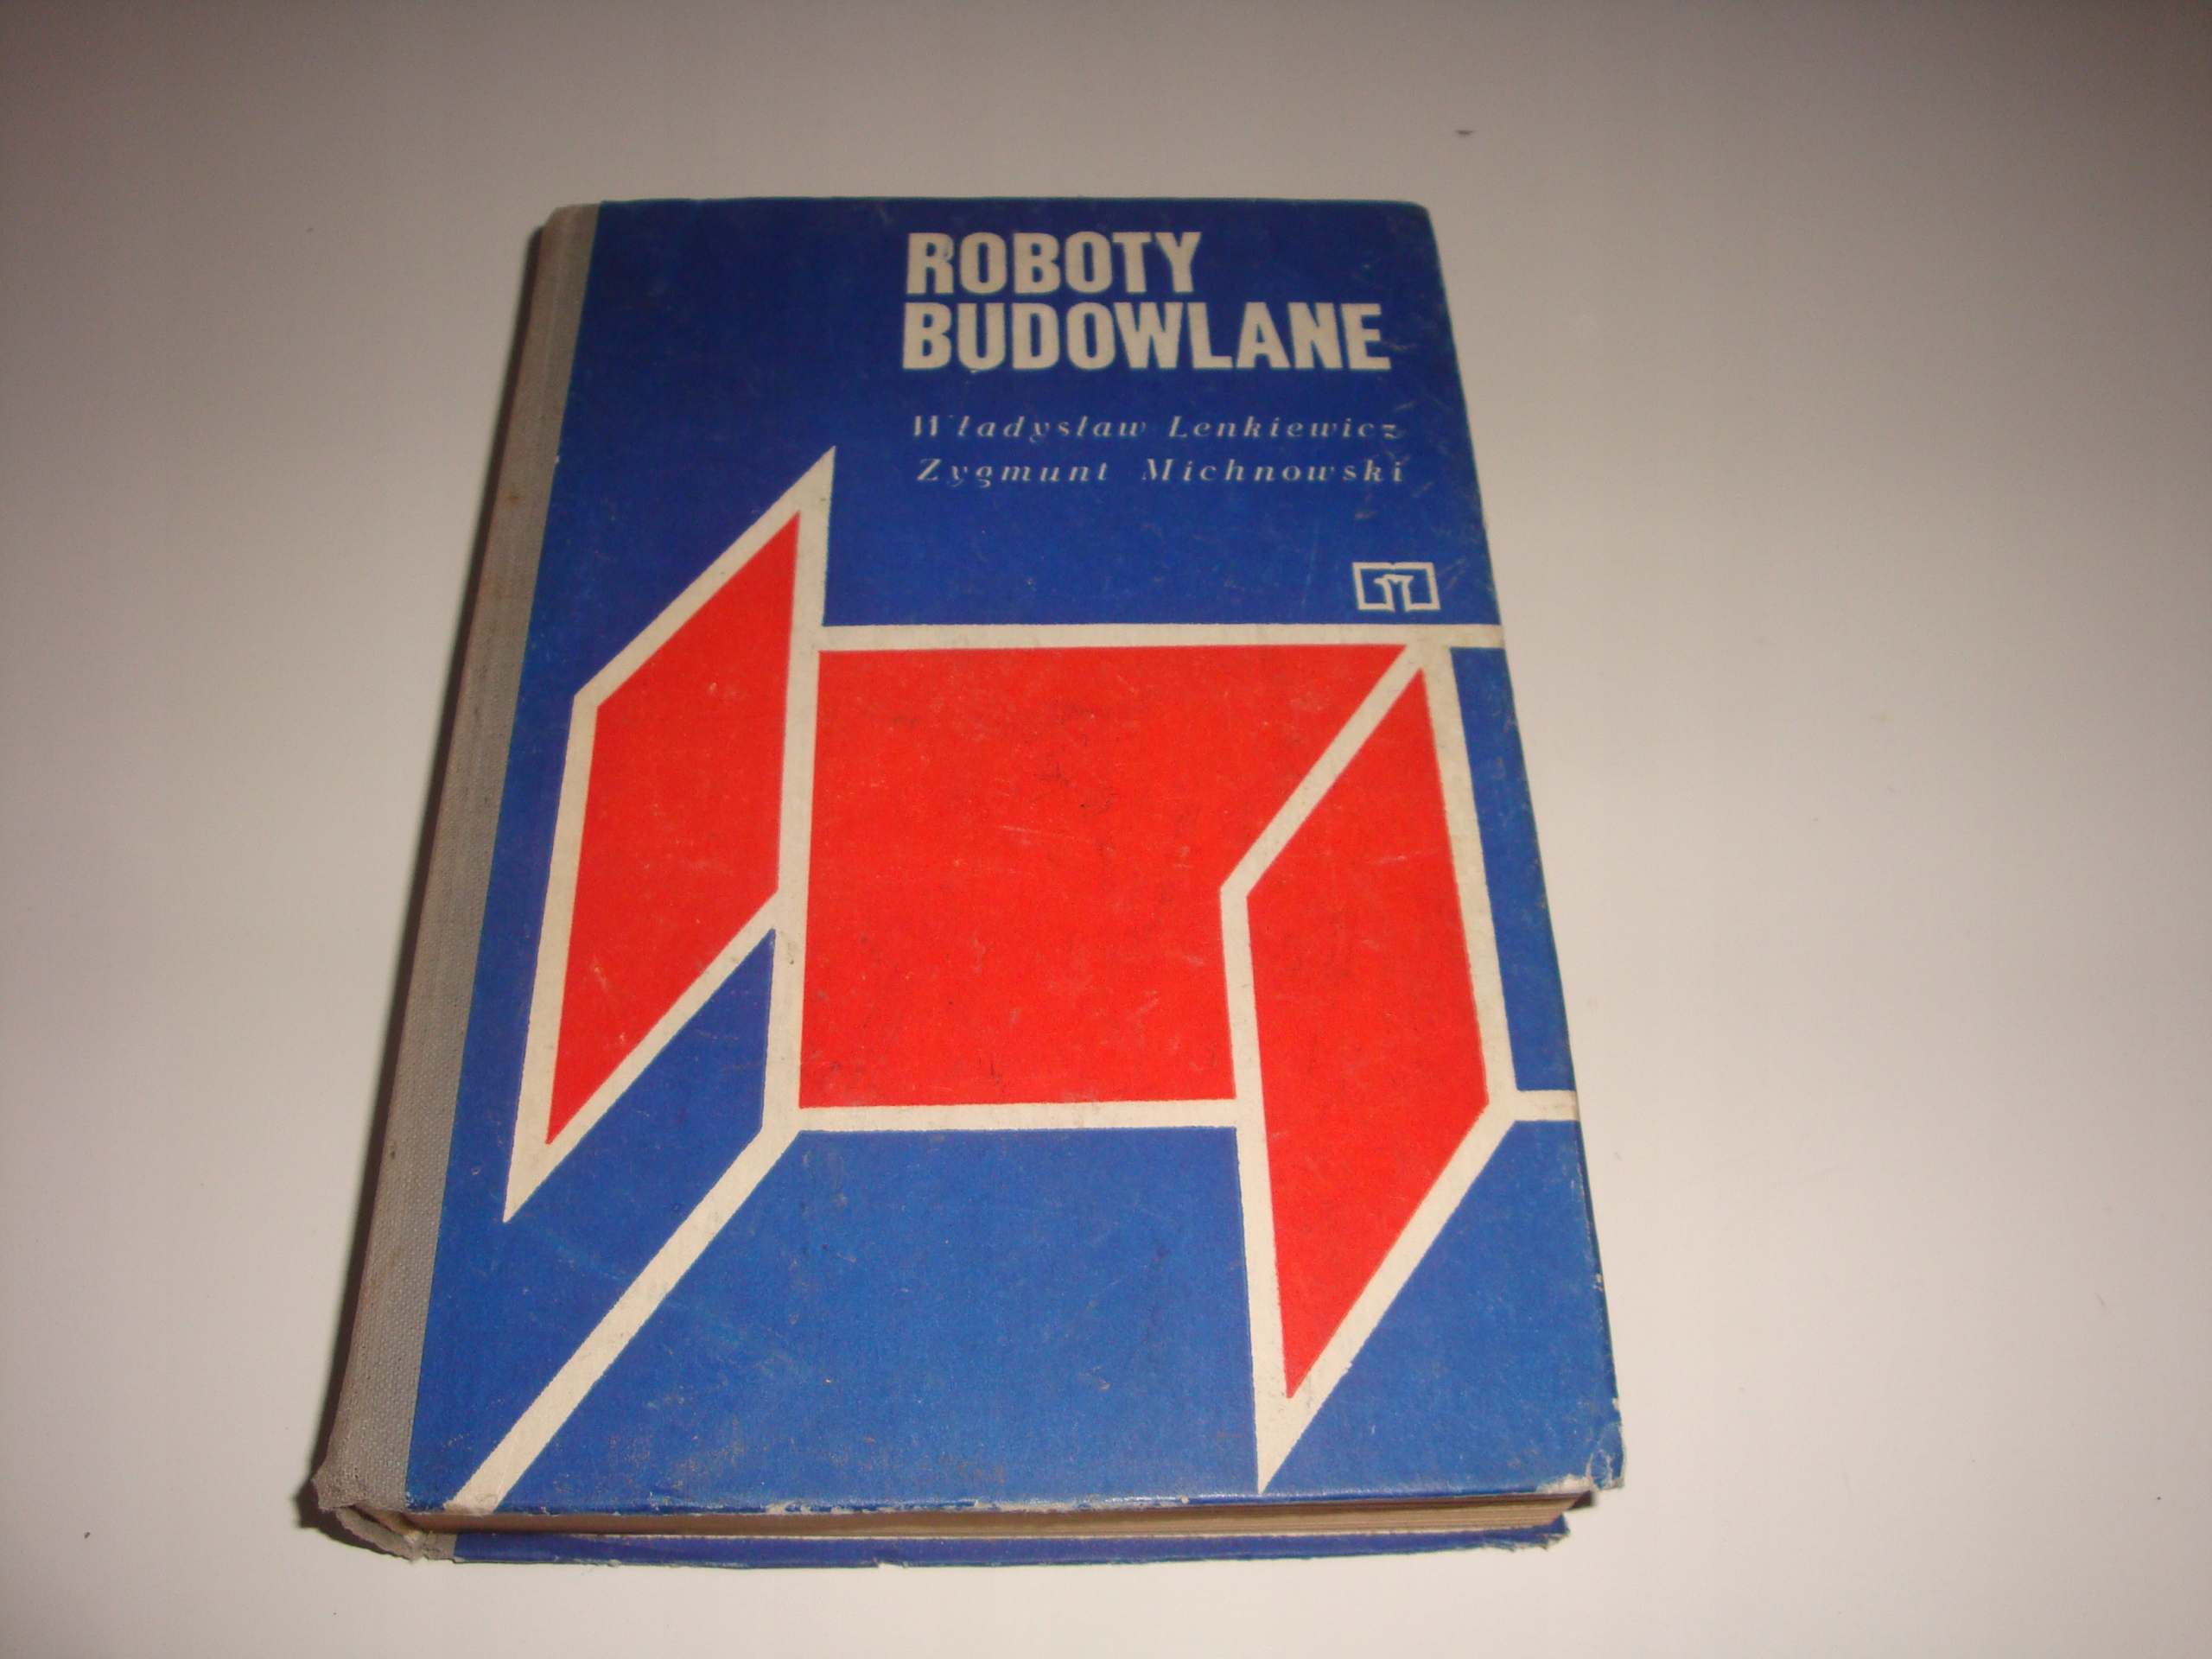 ROBOTY
BUDOWLANE
Władysław Lenkiewicz
Zygmunt Michnowski